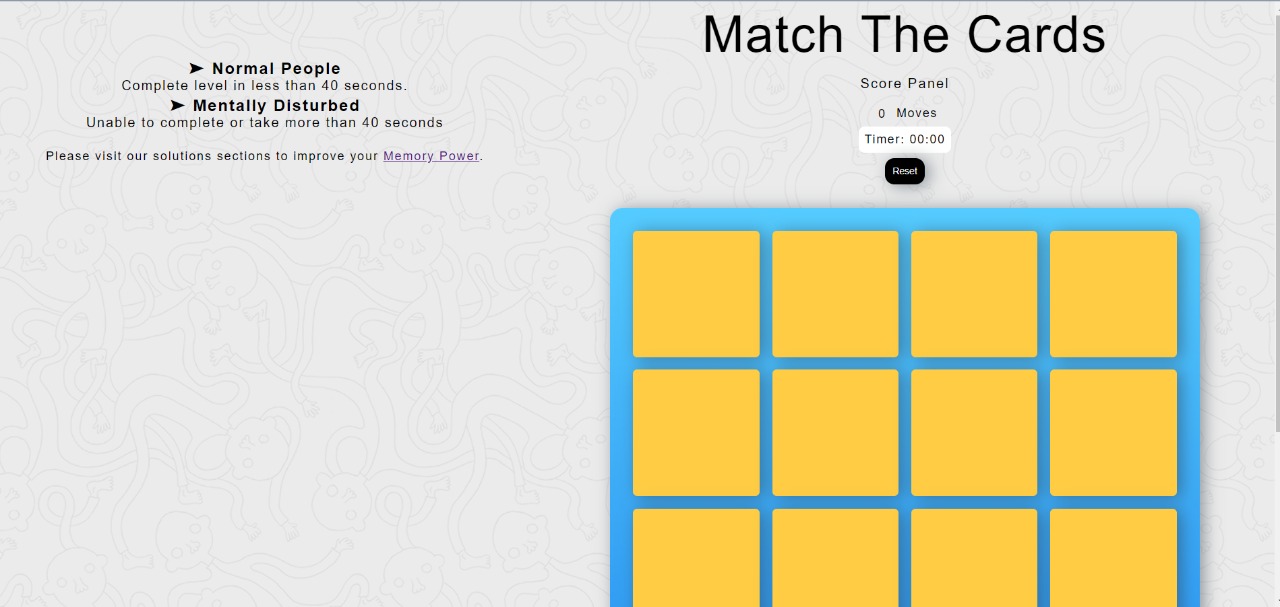 Match The Cards
➤ Normal People
Complete level in less than 40 seconds.
➤ Mentally Disturbed
Unable to complete or take more than 40 seconds
Please visit our solutions sections to improve your Memory Power.
Score Panel
0 Moves
Timer: 00:00
Reset